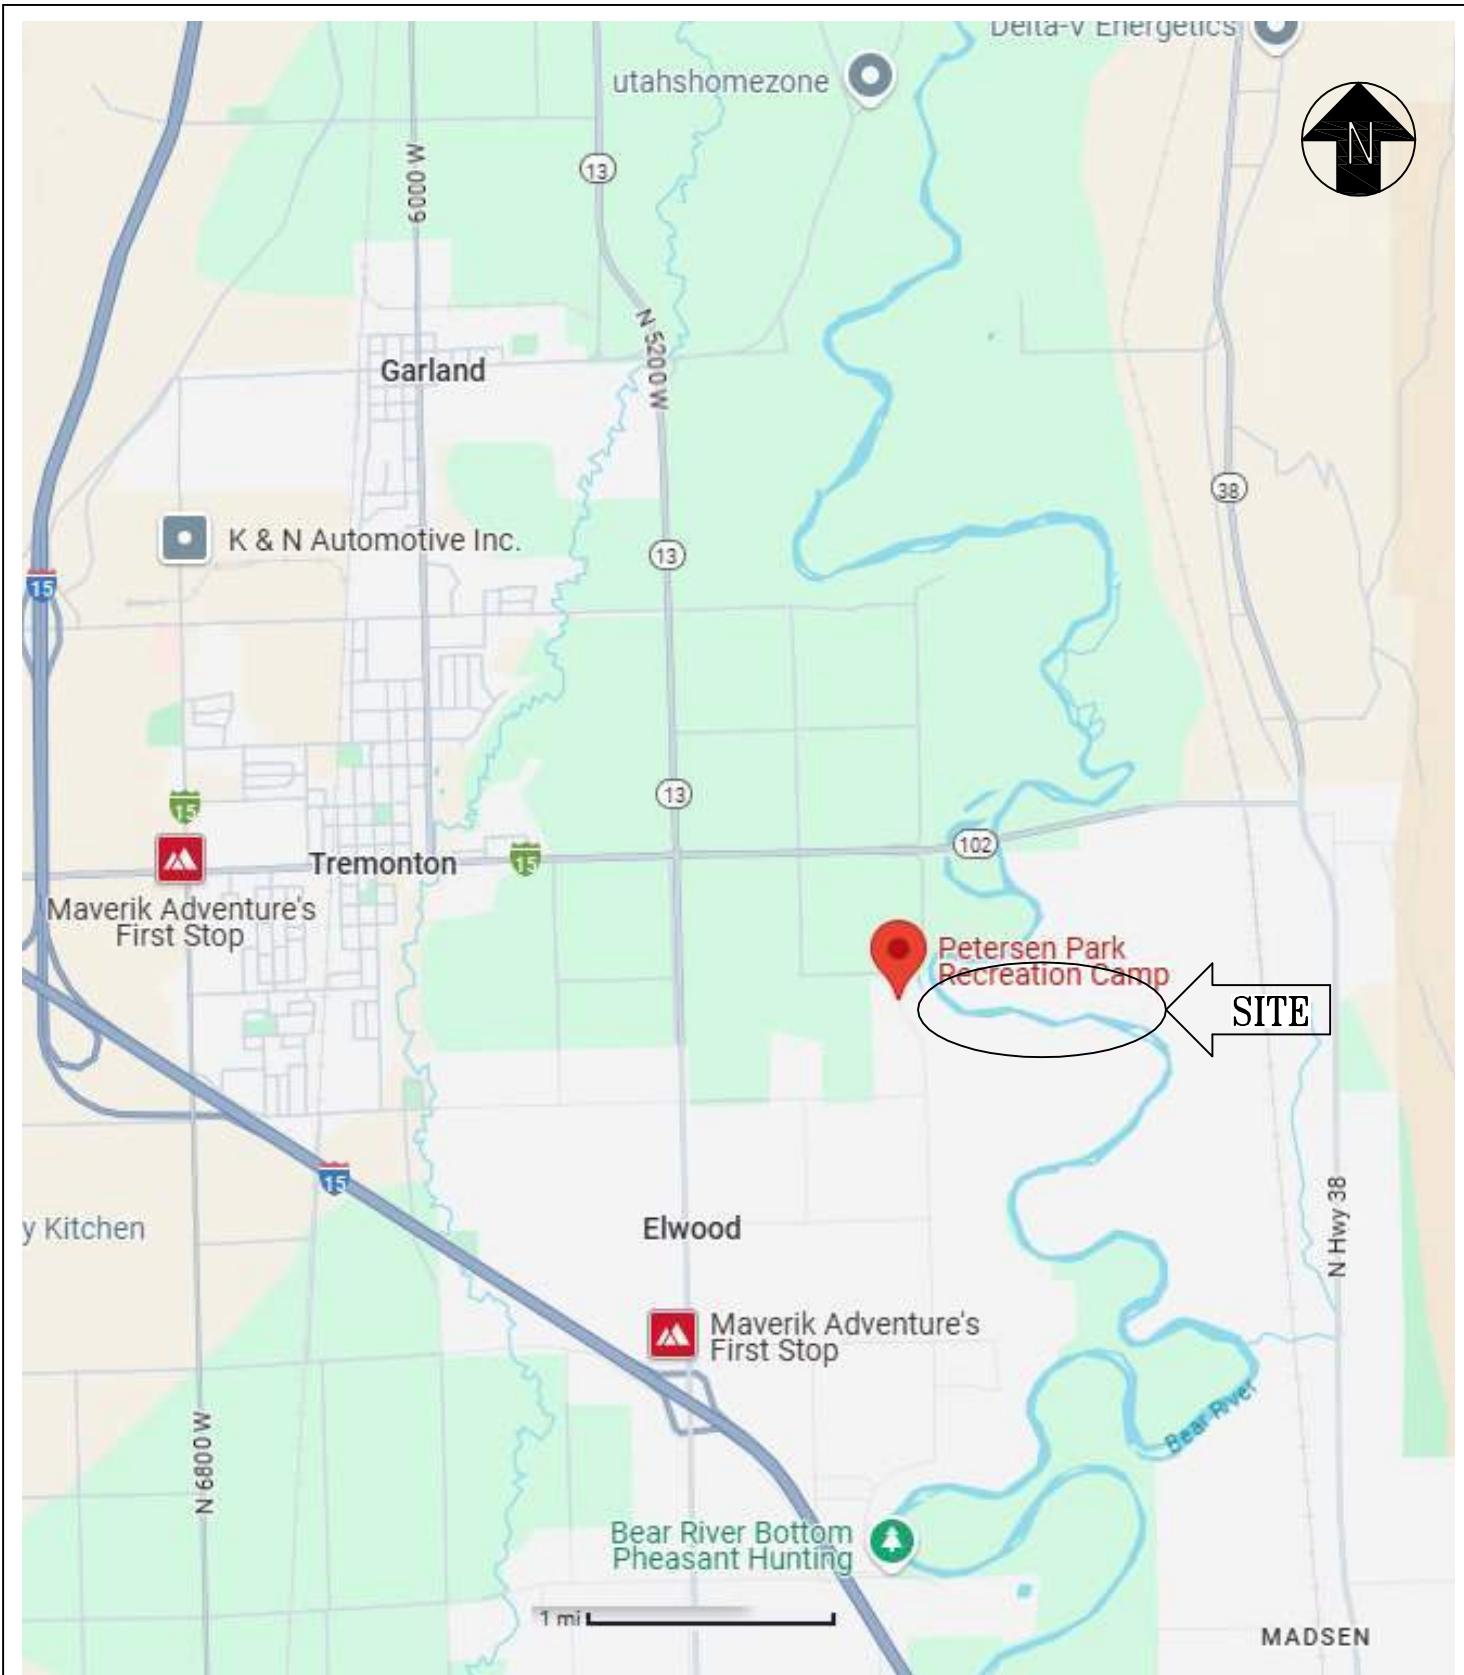 Delta-V Energetics
utahshomezone
N
6000 W
13
N 5200 W
Garland
38
K & N Automotive Inc.
13
15
13
15
102
Tremonton
15
Maverik Adventure's
First Stop
Petersen Park
Recreation Camp
SITE
15
N Hwy 38
y Kitchen
Elwood
Maverik Adventure's
First Stop
Bear River
N 6800 W
Bear River Bottom
Pheasant Hunting
1 mi
MADSEN